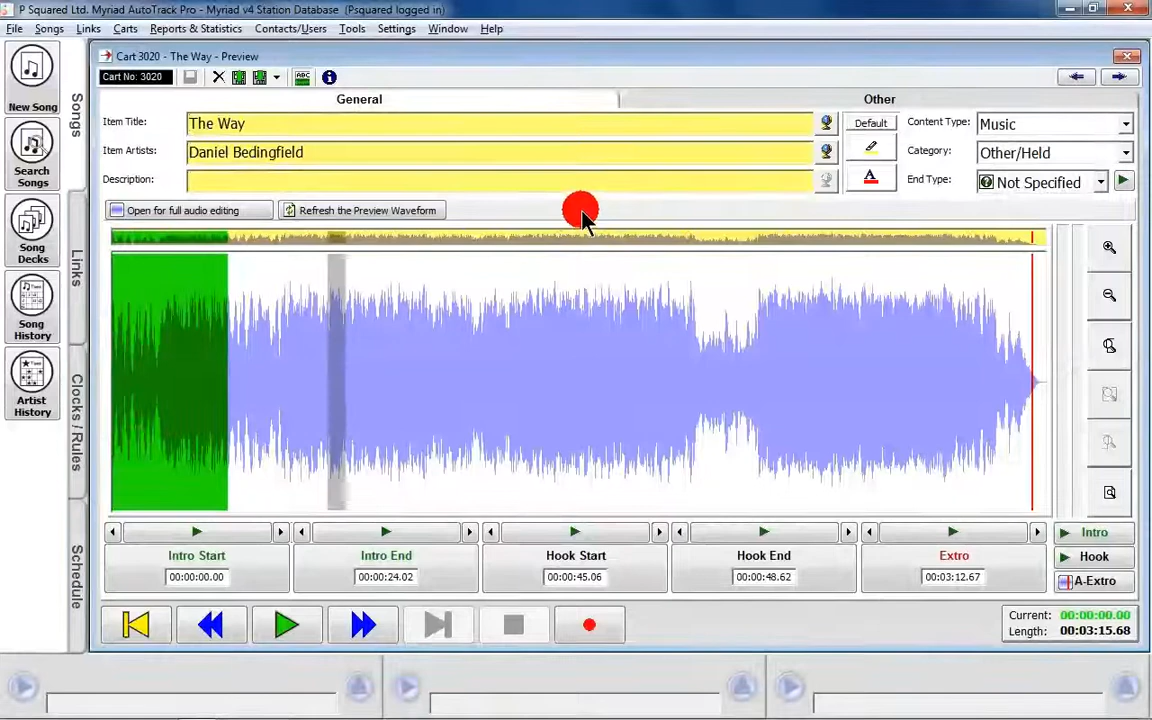 P Squared Ltd. Myriad AutoTrack Pro - Myriad v4 Station Database (Psquared logged in)
File Songs Links Carts Reports & Statistics Contacts/Users Tools Settings Window Help
Cart 3020 - The Way - Preview
Cart No: 3020
ABC
General Other
Item Title: The Way Default Content Type: Music
Item Artists: Daniel Bedingfield Category: Other/Held
Description: A End Type: Not Specified
Open for full audio editing Refresh the Preview Waveform
New Song
Search Songs
Song Decks
Song History
Artist History
Songs
Links
Clocks / Rules
Schedule
Intro
Intro Start Intro End Hook Start Hook End Extro Hook
00:00:00.00 00:00:24.02 00:00:45.06 00:00:48.62 00:03:12.67 A-Extro
Current: 00:00:00.00
Length: 00:03:15.68